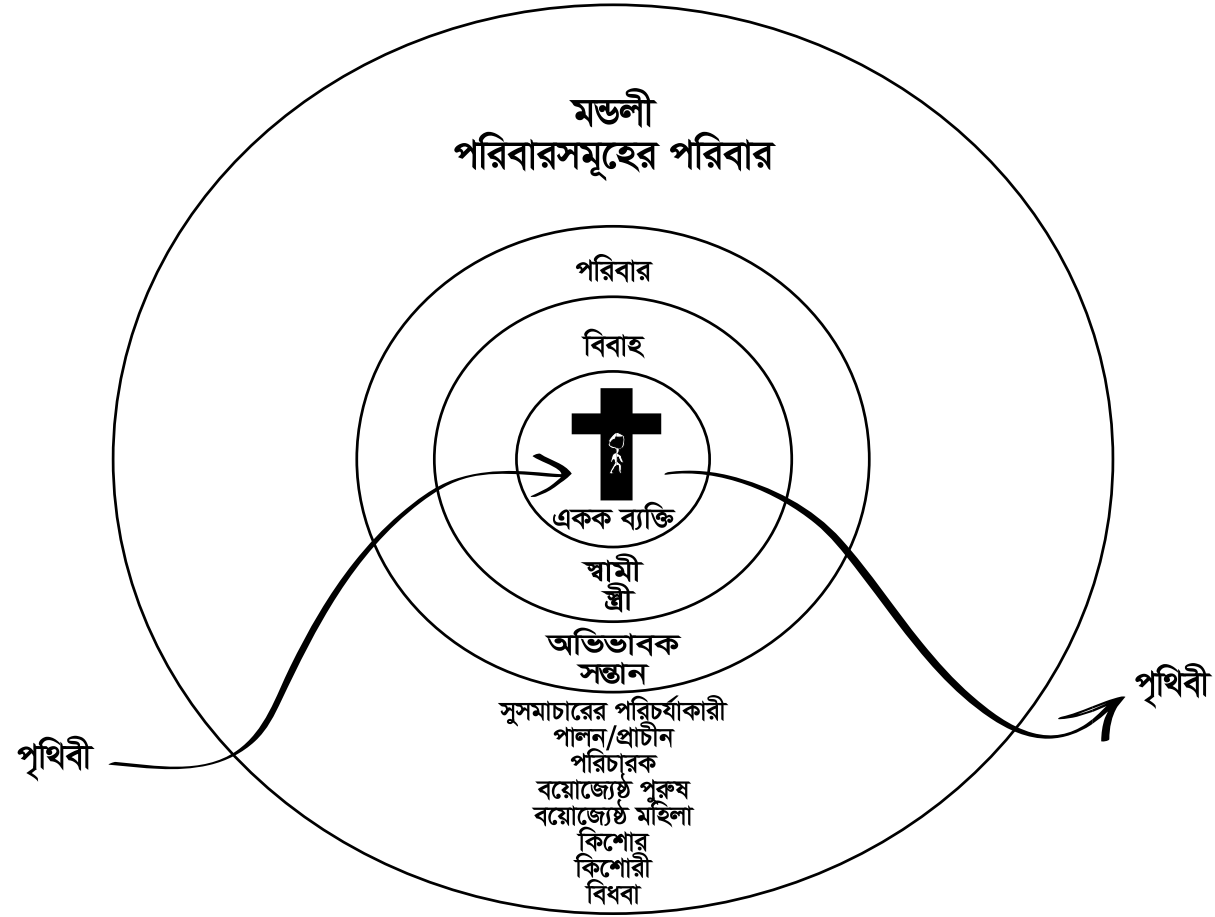 মন্ডলী
পরিবারসমূহের পরিবার
পরিবার
বিবাহ
একক ব্যক্তি
স্বামী
স্ত্রী
অভিভাবক
সন্তান
সুসমাচারের পরিচর্যাকারী
পালন/প্রাচীন
পরিচারক
বয়োজ্যেষ্ঠ পুরুষ
বয়োজ্যেষ্ঠ মহিলা
কিশোর
কিশোরী
বিধবা
পৃথিবী
পৃথিবী